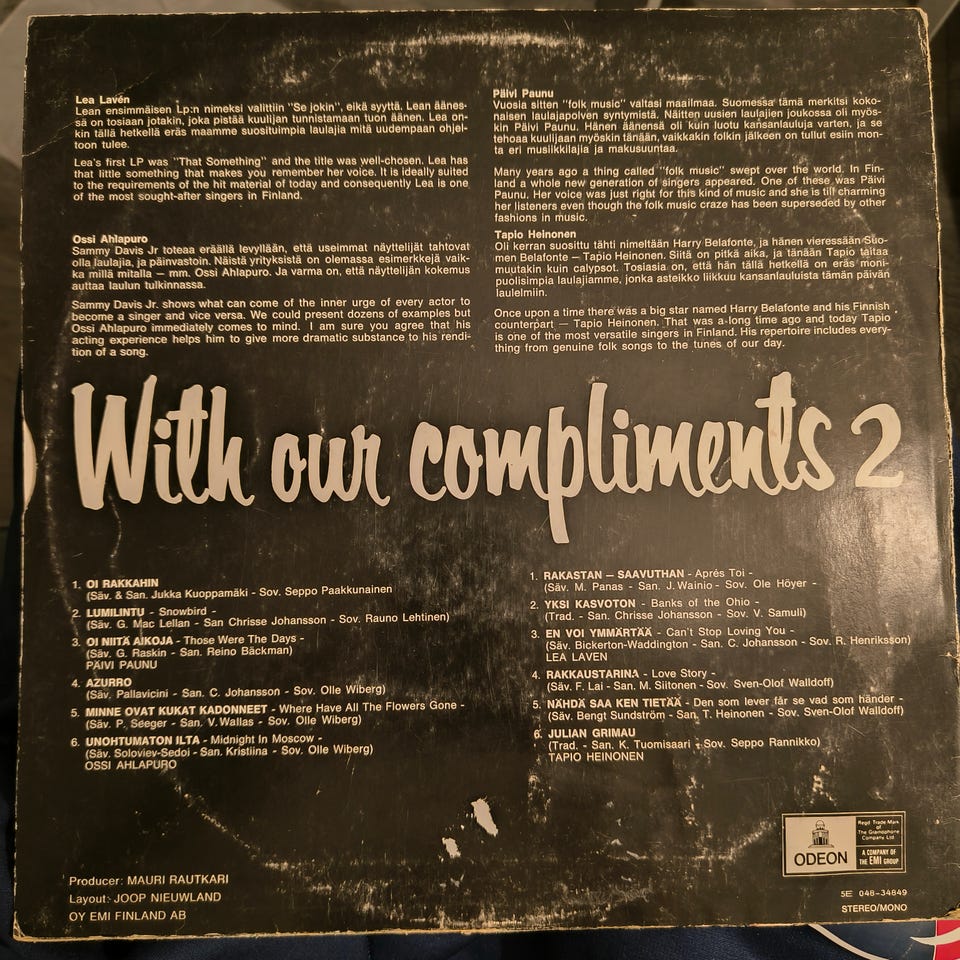 Lea Lavén
Lean ensimmäisen Lp:n nimeksi valittiin "Se jokin", eikä syyttä. Lean äänes-
sä on tosiaan jotakin, joka pistää kuulijan tunnistamaan tuon äänen. Lea on-
kin tällä hetkellä eräs maamme suosituimpia laulajia mitä uudempaan ohjel-
toon tulee.
Lea's first LP was "That Something" and the title was well-chosen. Lea has
that little something that makes you remember her voice. It is ideally suited
to the requirements of the hit material of today and consequently Lea is one
of the most sought-after singers in Finland.
Ossi Ahlapuro
Sammy Davis Jr toteaa eräällä levyllään, että useimmat näyttelijät tahtovat
olla laulajia, ja päinvastoin. Näistä yrityksistä on olemassa esimerkkejä vaik-
ka millä mitalla — mm. Ossi Ahlapuro. Ja varma on, että näyttelijän kokemus
auttaa laulun tulkinnassa.
Sammy Davis Jr. shows what can come of the inner urge of every actor to
become a singer and vice versa. We could present dozens of examples but
Ossi Ahlapuro immediately comes to mind. I am sure you agree that his
acting experience helps him to give more dramatic substance to his rendi-
tion of a song.
Päivi Paunu
Vuosia sitten "folk music" valtasi maailmaa. Suomessa tämä merkitsi koko-
naisen laulajapolven syntymistä. Näitten uusien laulajien joukossa oli myös-
kin Päivi Paunu. Hänen äänensä oli kuin luotu kansanlauluja varten, ja se
tehoaa kuulijaan myöskin tänään, vaikkakin folkin jälkeen on tullut esiin mon-
ta eri musiikkilajia ja makusuuntaa.
Many years ago a thing called "folk music" swept over the world. In Fin-
land a whole new generation of singers appeared. One of these was Päivi
Paunu. Her voice was just right for this kind of music and she is till charming
her listeners even though the folk music craze has been superseded by other
fashions in music.
Tapio Heinonen
Oli kerran suosittu tähti nimeltään Harry Belafonte, ja hänen vieressään Suo-
men Belafonte — Tapio Heinonen. Siitä on pitkä aika, ja tänään Tapio taitaa
muutakin kuin calypsot. Tosiasia on, että hän tällä hetkellä on eräs moni-
puolisimpia laulajiamme, jonka asteikko liikkuu kansanlauluista tämän päivän
laulelmiin.
Once upon a time there was a big star named Harry Belafonte and his Finnish
counterpart — Tapio Heinonen. That was a long time ago and today Tapio
is one of the most versatile singers in Finland. His repertoire includes every-
thing from genuine folk songs to the tunes of our day.
With our compliments 2
1. OI RAKKAHIN
(Säv. & San. Jukka Kuoppamäki - Sov. Seppo Paakkunainen
2. LUMILINTU - Snowbird -
(Säv. G. Mac Lellan - San Chrisse Johansson - Sov. Rauno Lehtinen)
3. OI NIITÄ AIKOJA - Those Were The Days -
(Säv. G. Raskin - San. Reino Bäckman)
PÄIVI PAUNU
4. AZURRO
(Säv. Pallavicini - San. C. Johansson - Sov. Olle Wiberg)
5. MINNE OVAT KUKAT KADONNEET - Where Have All The Flowers Gone -
(Säv. P. Seeger - San. V. Wallas - Sov. Olle Wiberg)
6. UNOHTUMATON ILTA - Midnight In Moscow -
(Säv. Soloviev-Sedoi - San. Kristiina - Sov. Olle Wiberg)
OSSI AHLAPURO
1. RAKASTAN — SAAVUTHAN - Aprés Toi -
(Säv. M. Panas - San. J. Wainio - Sov. Ole Höyer -
2. YKSI KASVOTON - Banks of the Ohio -
(Trad. - San. Chrisse Johansson - Sov. V. Samuli)
3. EN VOI YMMÄRTÄÄ - Can't Stop Loving You -
(Säv. Bickerton-Waddington - San. C. Johansson - Sov. R. Henriksson)
LEA LAVEN
4. RAKKAUSTARINA - Love Story -
(Säv. F. Lai - San. M. Siitonen - Sov. Sven-Olof Walldoff)
5. NÄHDÄ SAA KEN TIETÄÄ - Den som lever får se vad som händer -
(Säv. Bengt Sundström - San. T. Heinonen - Sov. Sven-Olof Walldoff)
6. JULIAN GRIMAU
(Trad. - San. K. Tuomisaari - Sov. Seppo Rannikko)
TAPIO HEINONEN
Producer: MAURI RAUTKARI
Layout: JOOP NIEUWLAND
OY EMI FINLAND AB
ODEON
Regd Trade Mark
of The
Gramophone
Company Ltd.
A COMPANY OF
THE EMI GROUP
5E 048-34849
STEREO/MONO